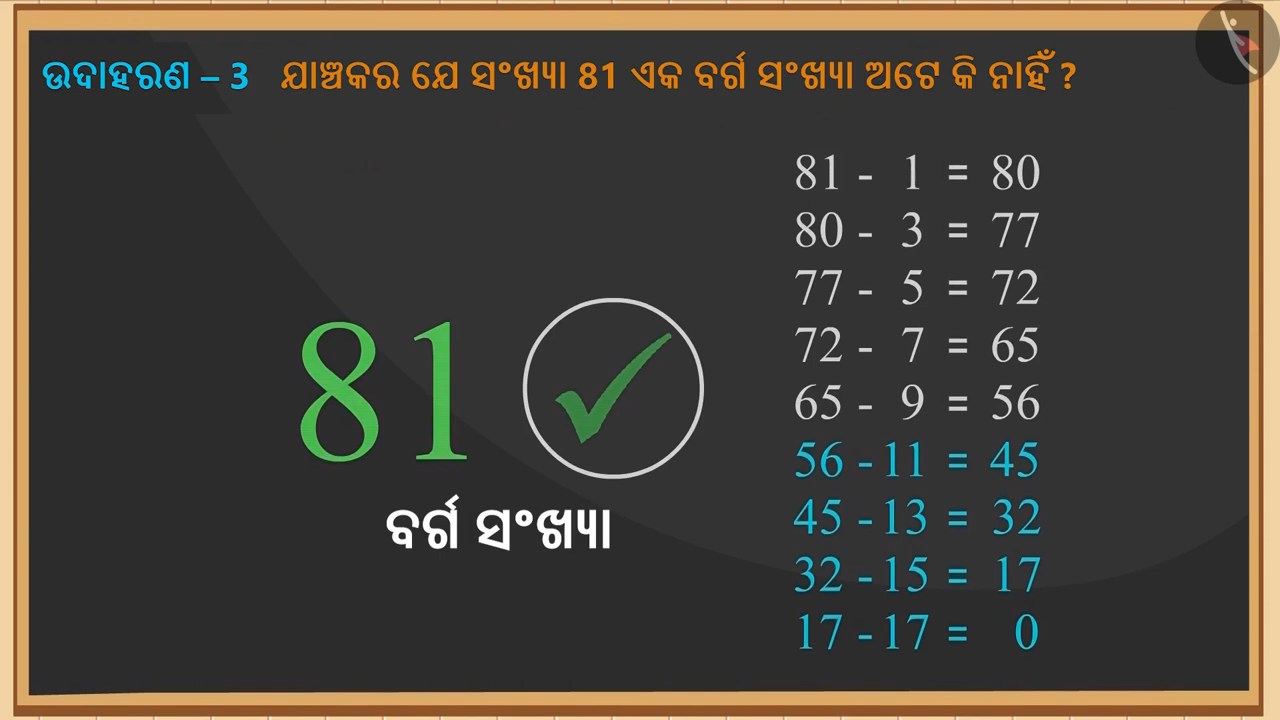 ଉଦାହରଣ – 3 ଯାଞ୍ଚକର ଯେ ସଂଖ୍ୟା 81 ଏକ ବର୍ଗ ସଂଖ୍ୟା ଅଟେ କି ନାହିଁ ?
81 - 1 = 80
80 - 3 = 77
77 - 5 = 72
72 - 7 = 65
65 - 9 = 56
56 - 11 = 45
45 - 13 = 32
32 - 15 = 17
17 - 17 = 0
81
ବର୍ଗ ସଂଖ୍ୟା